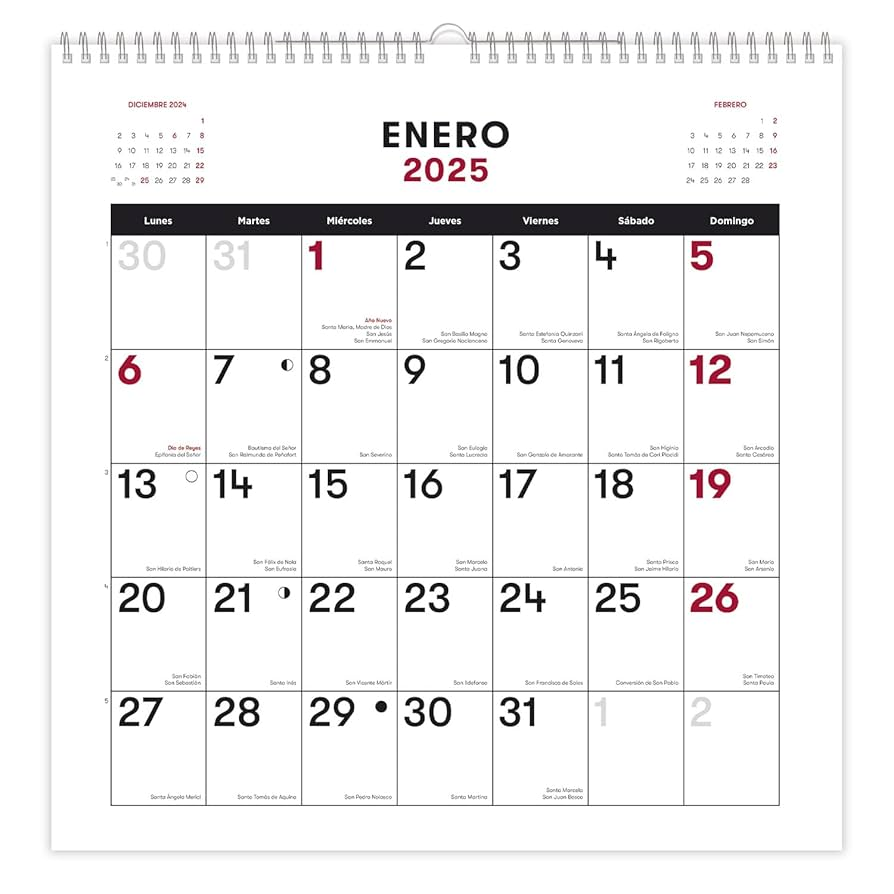 DICIEMBRE 2024
1
2 3 4 5 6 7 8
9 10 11 12 13 14 15
16 17 18 19 20 21 22
25 26 27 28 29
30 31
ENERO
2025
FEBRERO
1 2
3 4 5 6 7 8 9
10 11 12 13 14 15 16
17 18 19 20 21 22 23
24 25 26 27 28
Lunes Martes Miércoles Jueves Viernes Sábado Domingo
1 30 31 1 2 3 4 5
Año Nuevo
Santa María, Madre de Dios
San Jesús San Basilio Magno Santa Estefanía Quinzani Santa Ángela de Foligno San Juan Nepomuceno
San Emmanuel San Gregorio Nacianceno Santa Genoveva San Rigoberto San Simón
2 6 7 8 9 10 11 12
Día de Reyes Bautismo del Señor San Eulogio San Higinio San Arcadio
Epifanía del Señor San Raimundo de Peñafort San Severino Santa Lucrecia San Gonzalo de Amarante Santo Tomás de Cori Placidi Santa Cesárea
3 13 14 15 16 17 18 19
San Félix de Nola Santa Raquel San Marcelo Santa Prisca San Mario
San Hilario de Poitiers San Eufrasia San Mauro Santa Juana San Antonio San Jaime Hilario San Arsenio
4 20 21 22 23 24 25 26
San Fabián San Timoteo
San Sebastián Santa Inés San Vicente Mártir San Ildefonso San Francisco de Sales Conversión de San Pablo Santa Paula
5 27 28 29 30 31 1 2
Santa Marcela
Santa Ángela Merici Santo Tomás de Aquino San Pedro Nolasco Santa Martina San Juan Bosco